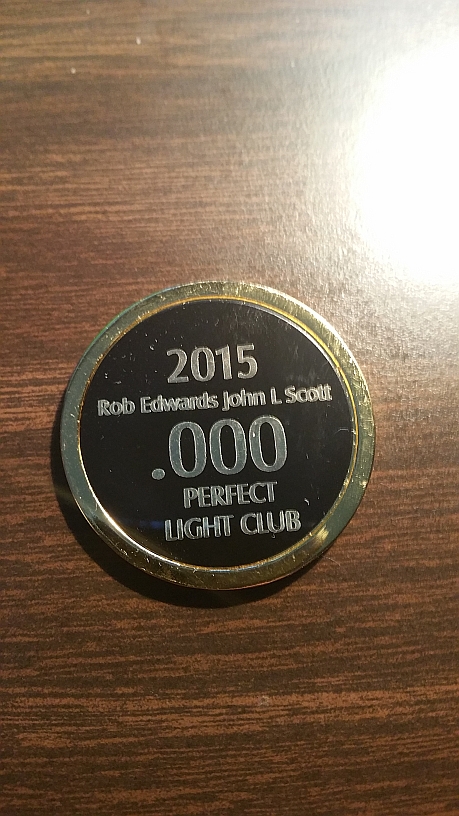 2015
Rob Edwards John L Scott
.000
PERFECT
LIGHT CLUB